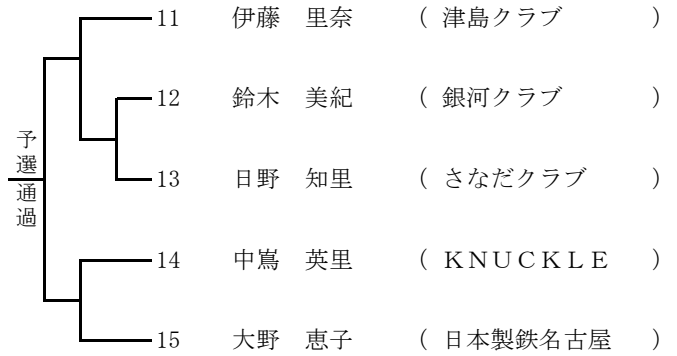 11 伊藤 里奈 ( 津島クラブ )
12 鈴木 美紀 ( 銀河クラブ )
予選通過
13 日野 知里 ( さなだクラブ )
14 中嶌 英里 ( KNUCKLE )
15 大野 恵子 ( 日本製鉄名古屋 )